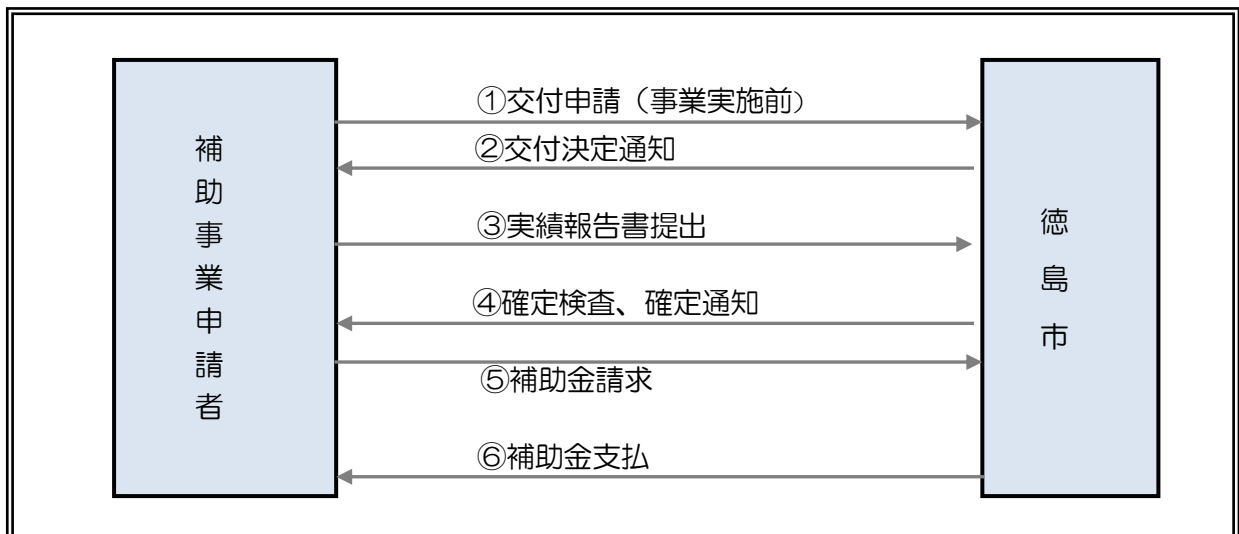 補助事業申請者
①交付申請（事業実施前）
②交付決定通知
③実績報告書提出
④確定検査、確定通知
⑤補助金請求
⑥補助金支払
徳島市